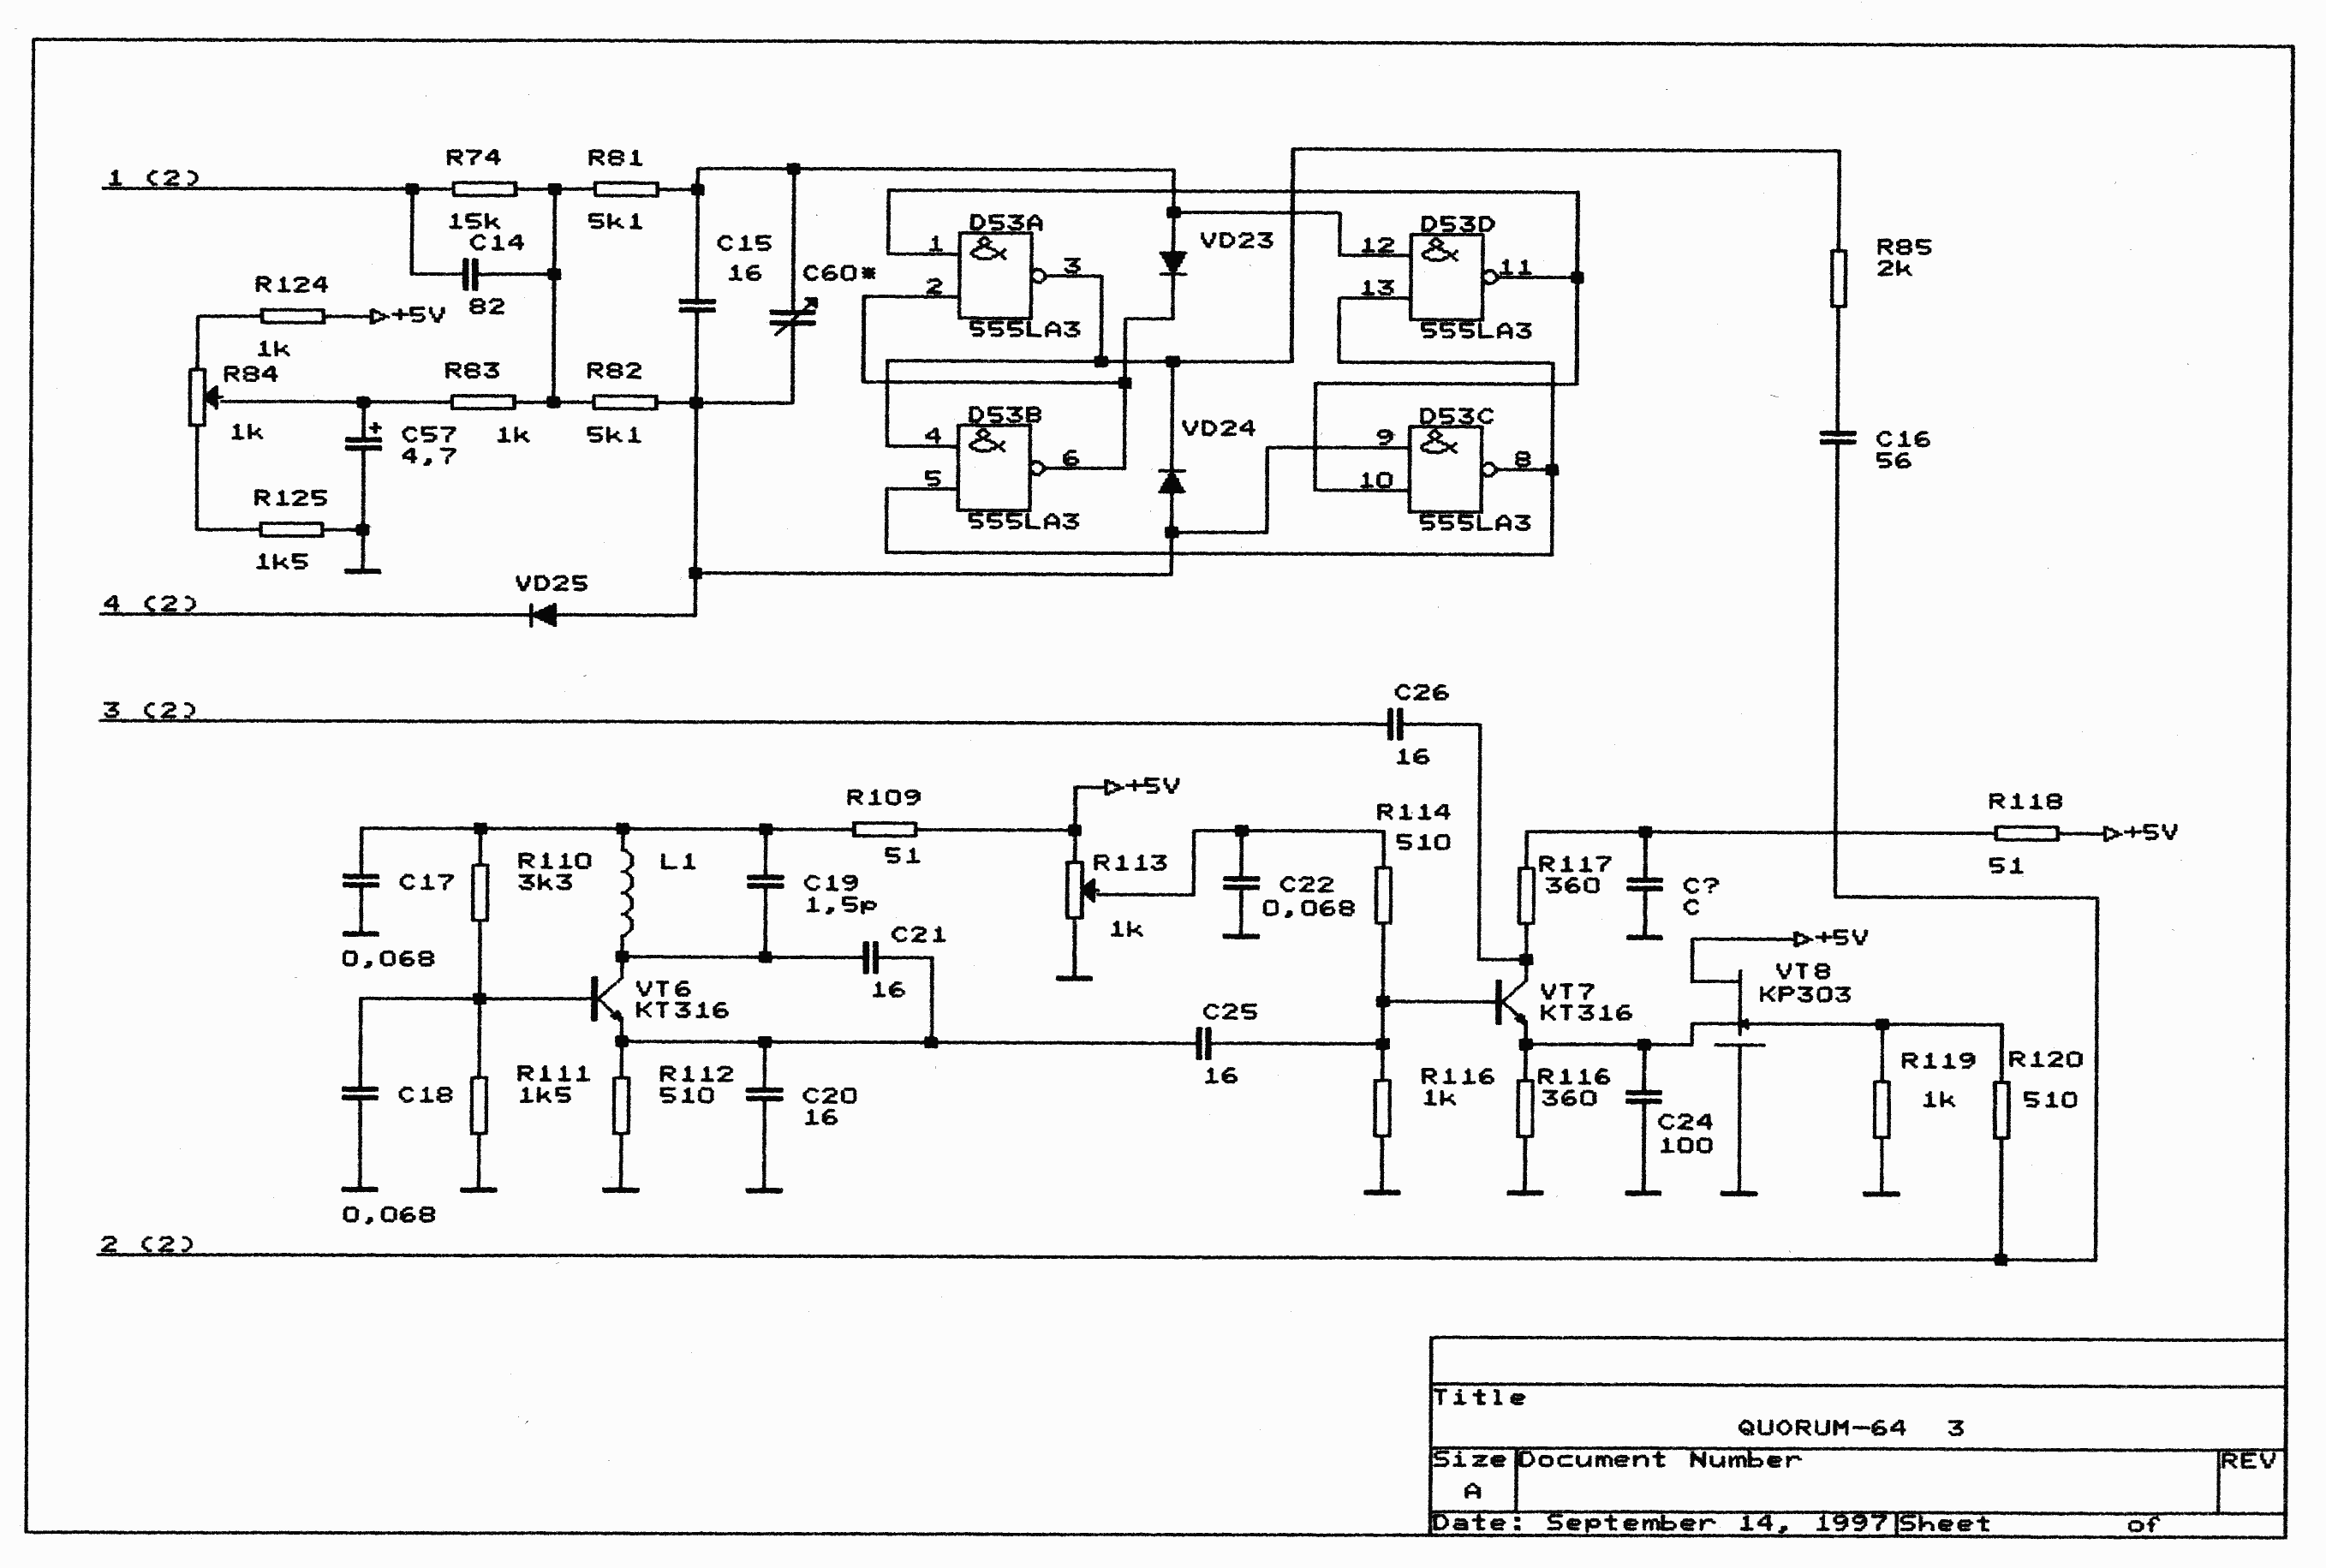 1 (2)
R74
15k
R81
5k1
C14
82
R124
1k
+5V
R84
1k
R83
1k
R82
5k1
C57
4,7
+
R125
1k5
C15
16
C60*
D53A
1
2
3
&
555LA3
VD23
D53D
12
13
11
&
555LA3
R85
2k
D53B
4
5
6
&
555LA3
VD24
D53C
9
10
8
&
555LA3
C16
56
VD25
4 (2)
3 (2)
C26
16
+5V
R109
51
R114
510
R118
51
+5V
C17
0,068
R110
3k3
L1
C19
1,5p
R113
1k
C22
0,068
R117
360
C?
C
C21
16
+5V
VT6
KT316
VT7
KT316
VT8
KP303
C25
16
C18
0,068
R111
1k5
R112
510
C20
16
R116
1k
R116
360
C24
100
R119
1k
R120
510
2 (2)
Title
QUORUM-64 3
Size
Document Number
REV
A
Date: September 14, 1997
Sheet of